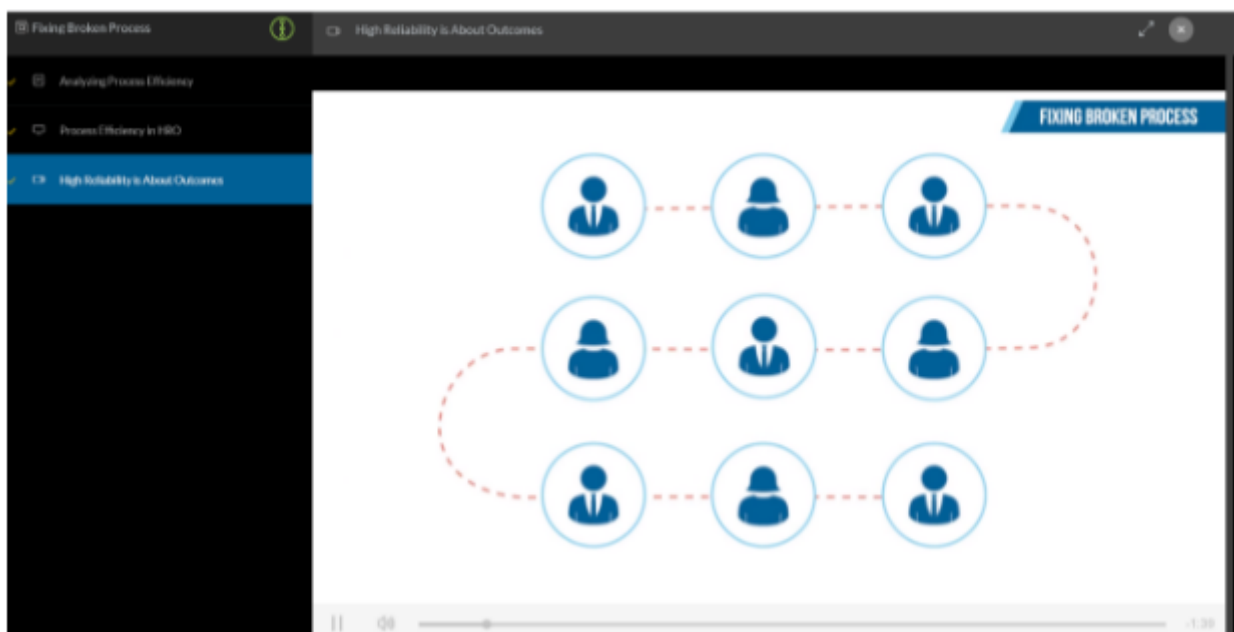 Fixing Broken Process
High Reliability is About Outcomes
Analyzing Process Efficiency
Process Efficiency in HRO
High Reliability is About Outcomes
FIXING BROKEN PROCESS
-1:39